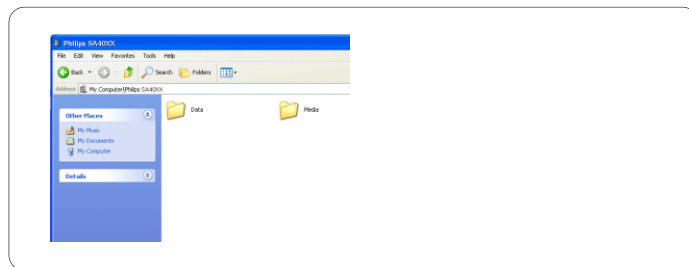 Philips SA40XX
File Edit View Favorites Tools Help
Back Search Folders
Address My Computer\Philips SA40XX
Other Places
My Music
My Documents
My Computer
Details
Data Media